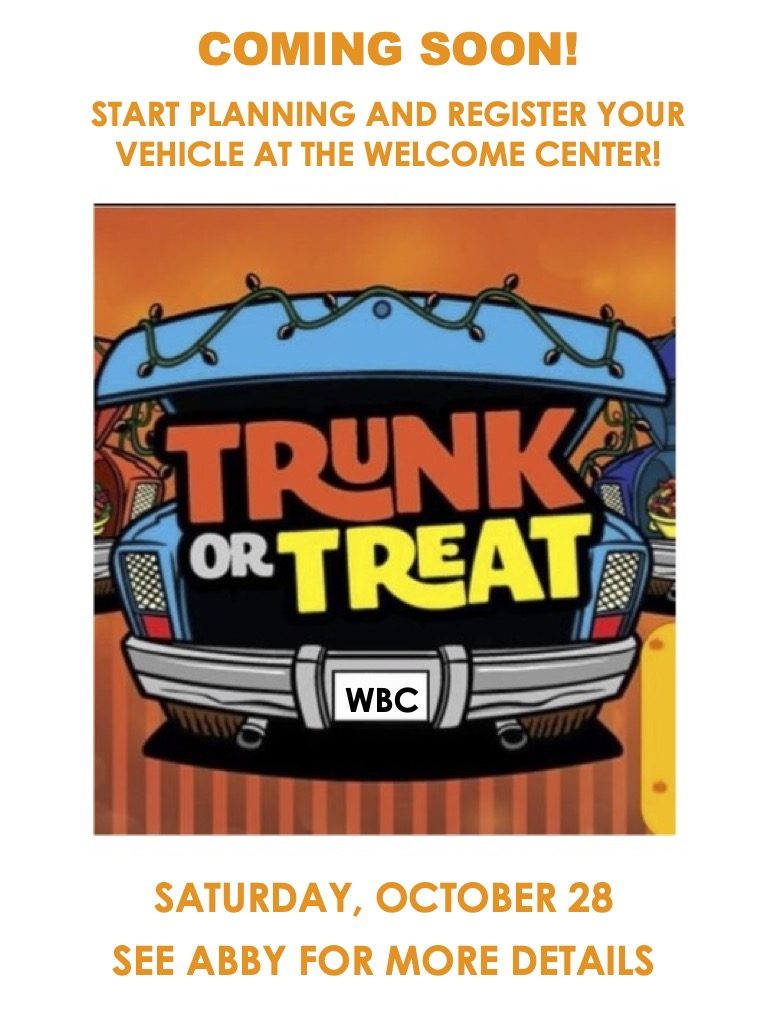 COMING SOON!
START PLANNING AND REGISTER YOUR
VEHICLE AT THE WELCOME CENTER!
TRUNK
OR TREAT
WBC
SATURDAY, OCTOBER 28
SEE ABBY FOR MORE DETAILS